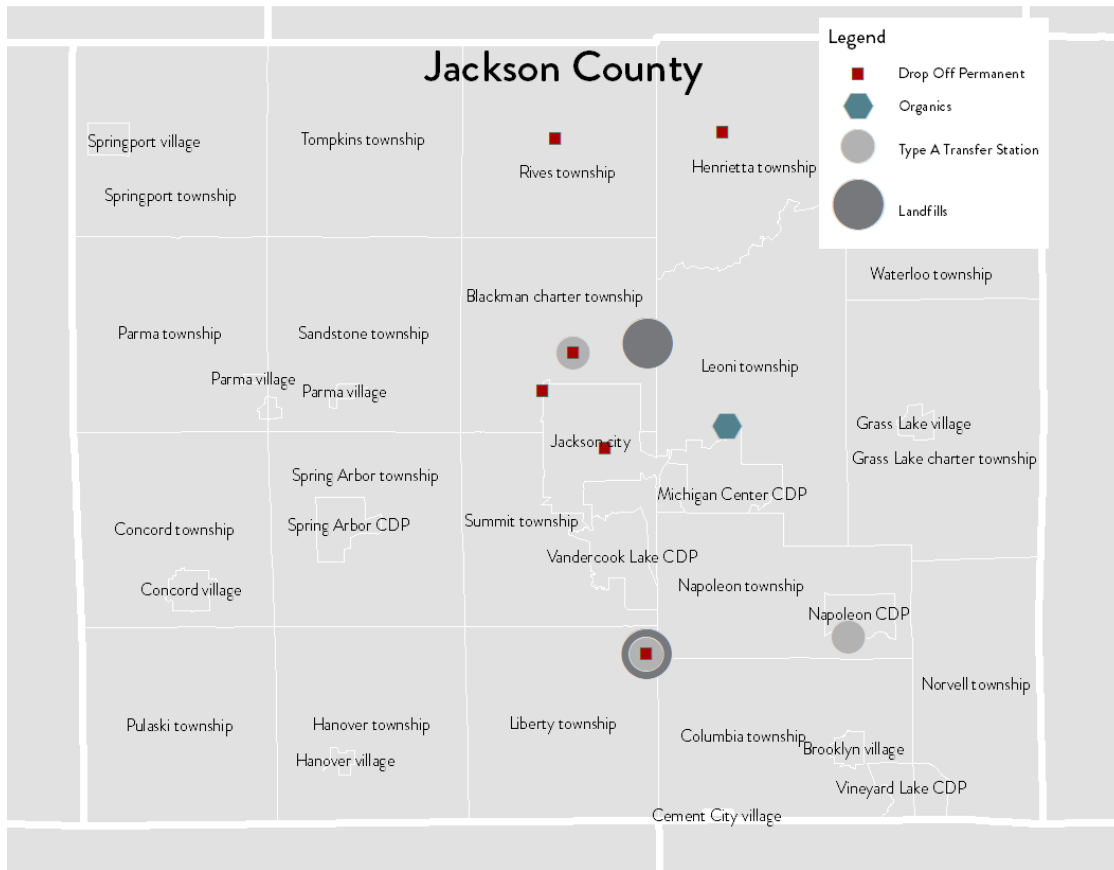 Jackson County
Legend
Drop Off Permanent
Organics
Type A Transfer Station
Landfills
Springport village
Tompkins township
Rives township
Henrietta township
Springport township
Waterloo township
Blackman charter township
Parma township
Sandstone township
Leoni township
Parma village
Parma village
Grass Lake village
Jackson city
Grass Lake charter township
Spring Arbor township
Michigan Center CDP
Concord township
Spring Arbor CDP
Summit township
Vandercook Lake CDP
Concord village
Napoleon township
Napoleon CDP
Norvell township
Pulaski township
Hanover township
Liberty township
Columbia township
Brooklyn village
Hanover village
Vineyard Lake CDP
Cement City village